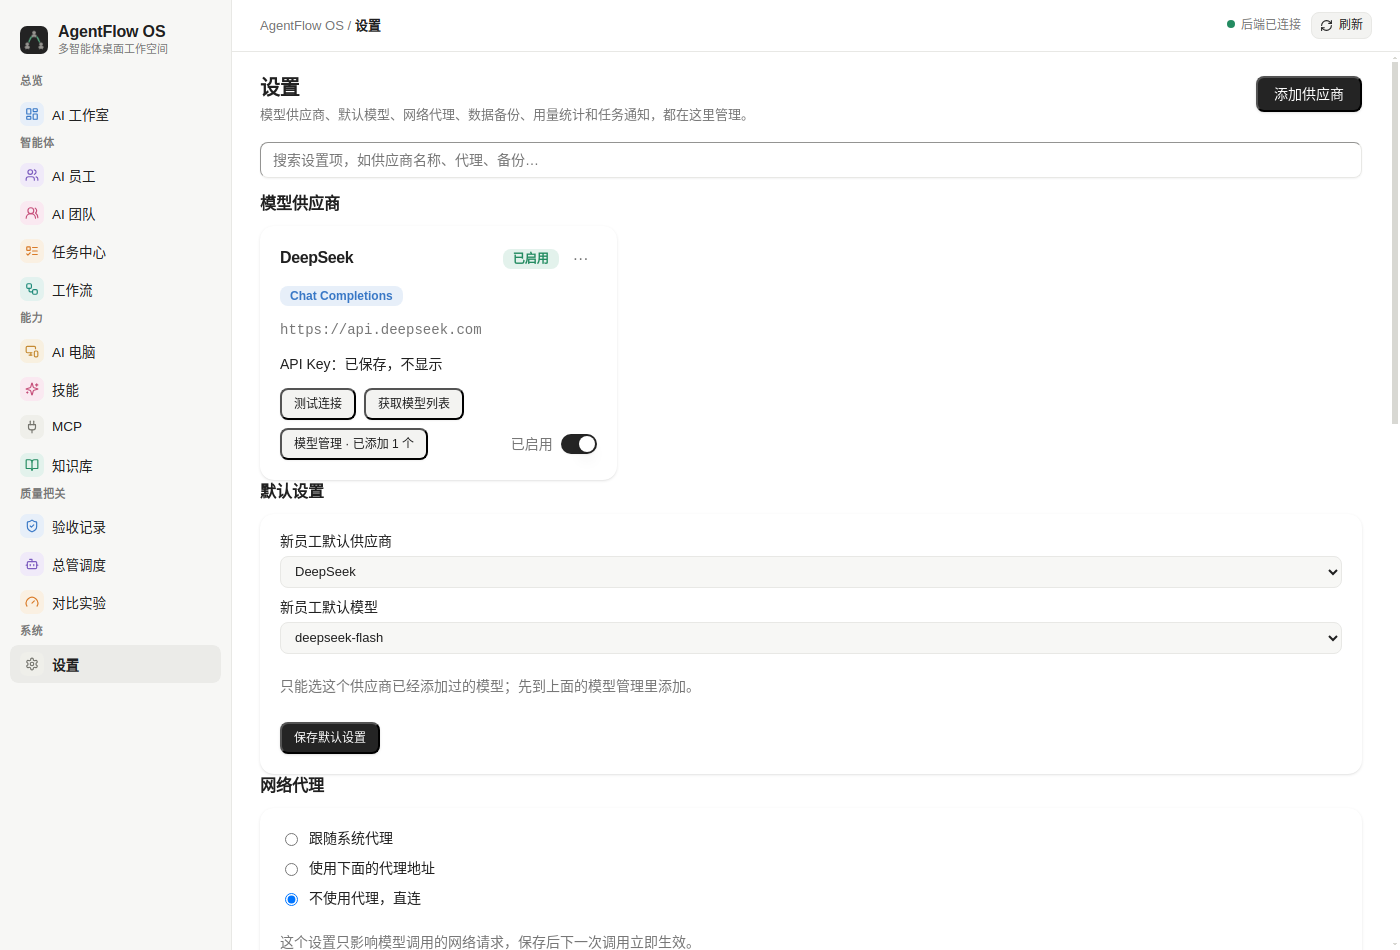 AgentFlow OS
多智能体桌面工作空间
总览
AI 工作室
智能体
AI 员工
AI 团队
任务中心
工作流
能力
AI 电脑
技能
MCP
知识库
质量把关
验收记录
总管调度
对比实验
系统
设置
AgentFlow OS / 设置
后端已连接
刷新
设置
模型供应商、默认模型、网络代理、数据备份、用量统计和任务通知，都在这里管理。
添加供应商
搜索设置项，如供应商名称、代理、备份…
模型供应商
DeepSeek
已启用
…
Chat Completions
https://api.deepseek.com
API Key：已保存，不显示
测试连接
获取模型列表
模型管理 · 已添加 1 个
已启用
默认设置
新员工默认供应商
DeepSeek
新员工默认模型
deepseek-flash
只能选这个供应商已经添加过的模型；先到上面的模型管理里添加。
保存默认设置
网络代理
跟随系统代理
使用下面的代理地址
不使用代理，直连
这个设置只影响模型调用的网络请求，保存后下一次调用立即生效。